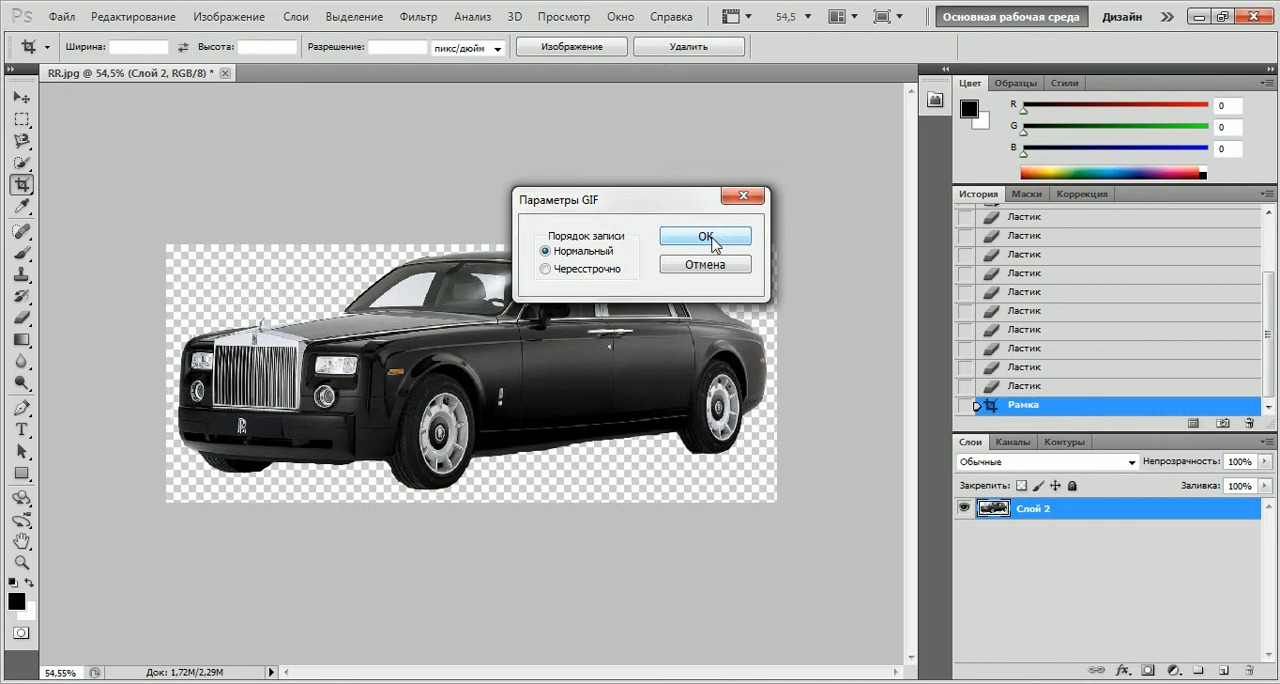 Ps Файл Редактирование Изображение Слои Выделение Фильтр Анализ 3D Просмотр Окно Справка 54,5 Основная рабочая среда Дизайн
Ширина: Высота: Разрешение: пикс/дюйм Изображение Удалить
RR.jpg @ 54,5% (Слой 2, RGB/8) *
Цвет Образцы Стили
R 0
G 0
B 0
История Маски Коррекция
Ластик
Ластик
Ластик
Ластик
Ластик
Ластик
Ластик
Ластик
Ластик
Ластик
Рамка
Параметры GIF
Порядок записи
Нормальный
Чересстрочно
OK
Отмена
Слои Каналы Контуры
Обычные Непрозрачность: 100%
Закрепить: Заливка: 100%
Слой 2
54,55% Док: 1,72M/2,29M